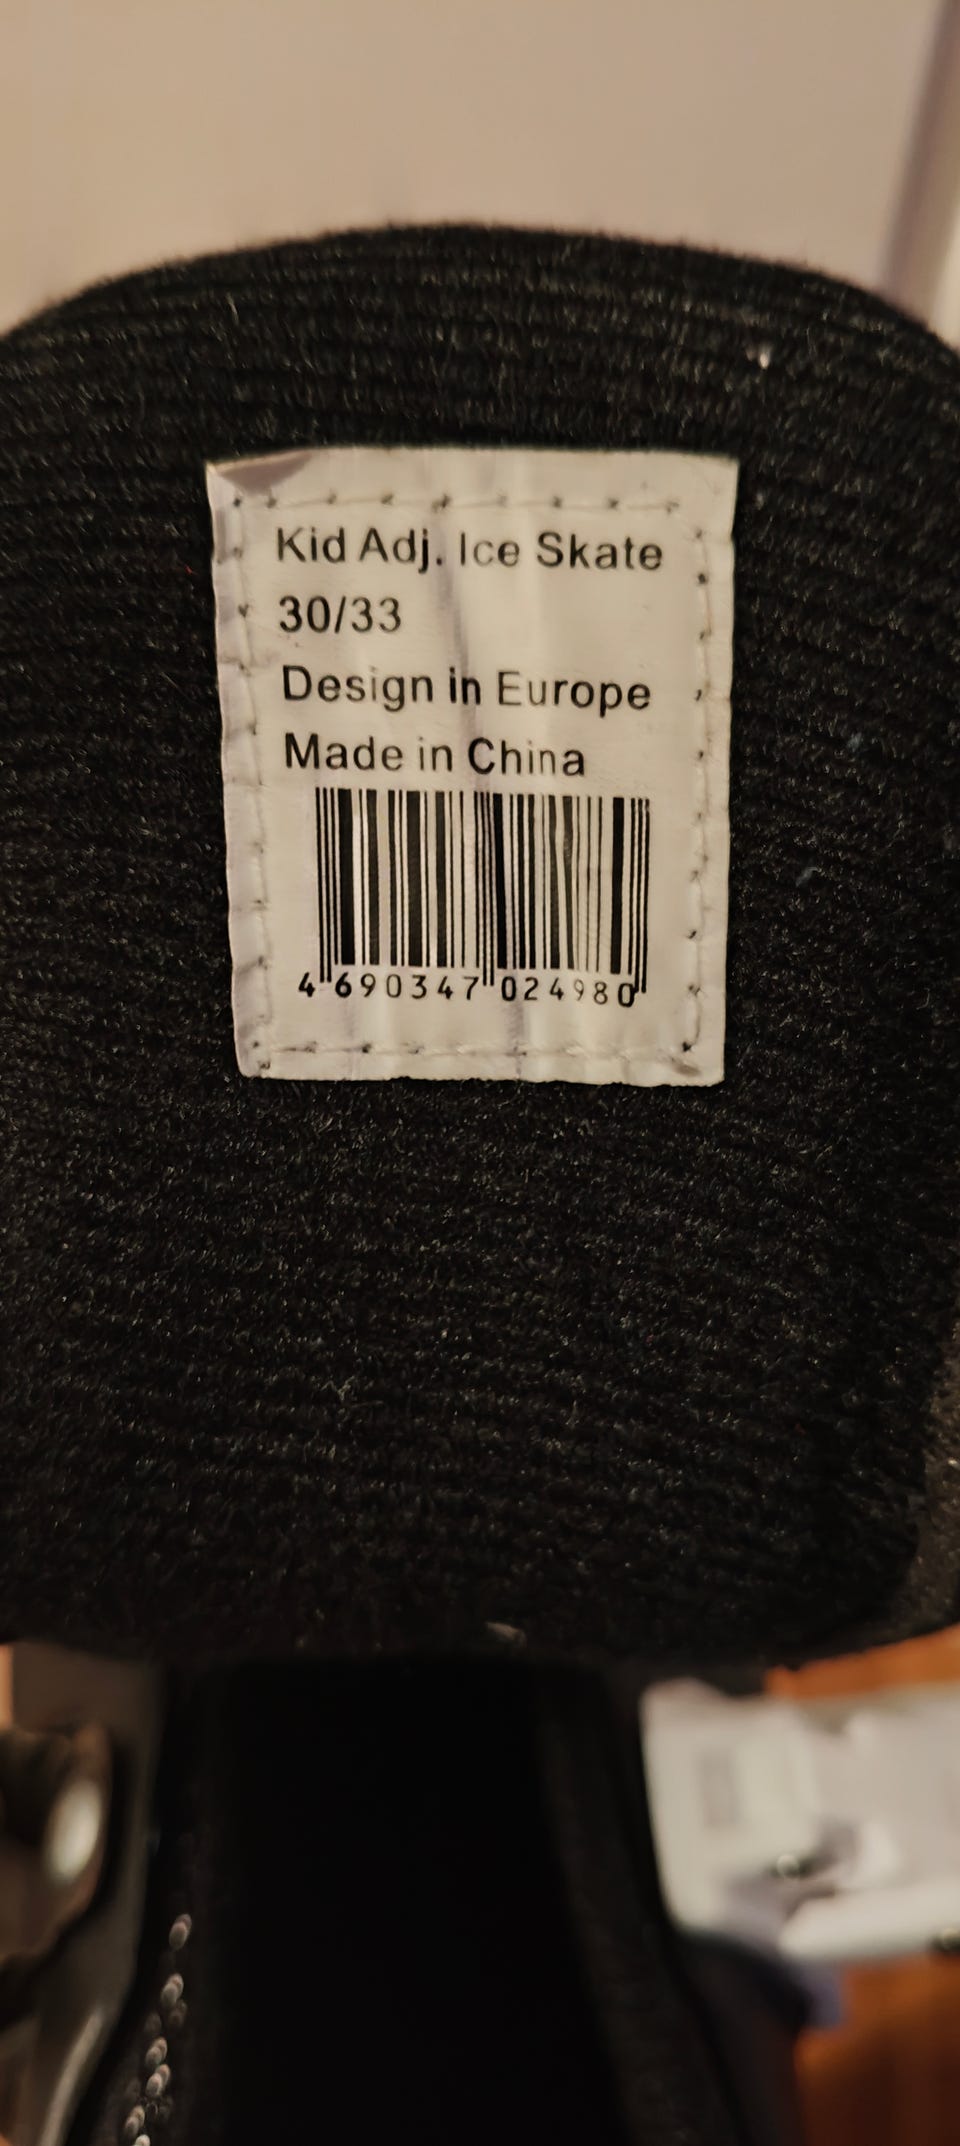 Kid Adj. Ice Skate
30/33
Design in Europe
Made in China
4 690347 024980